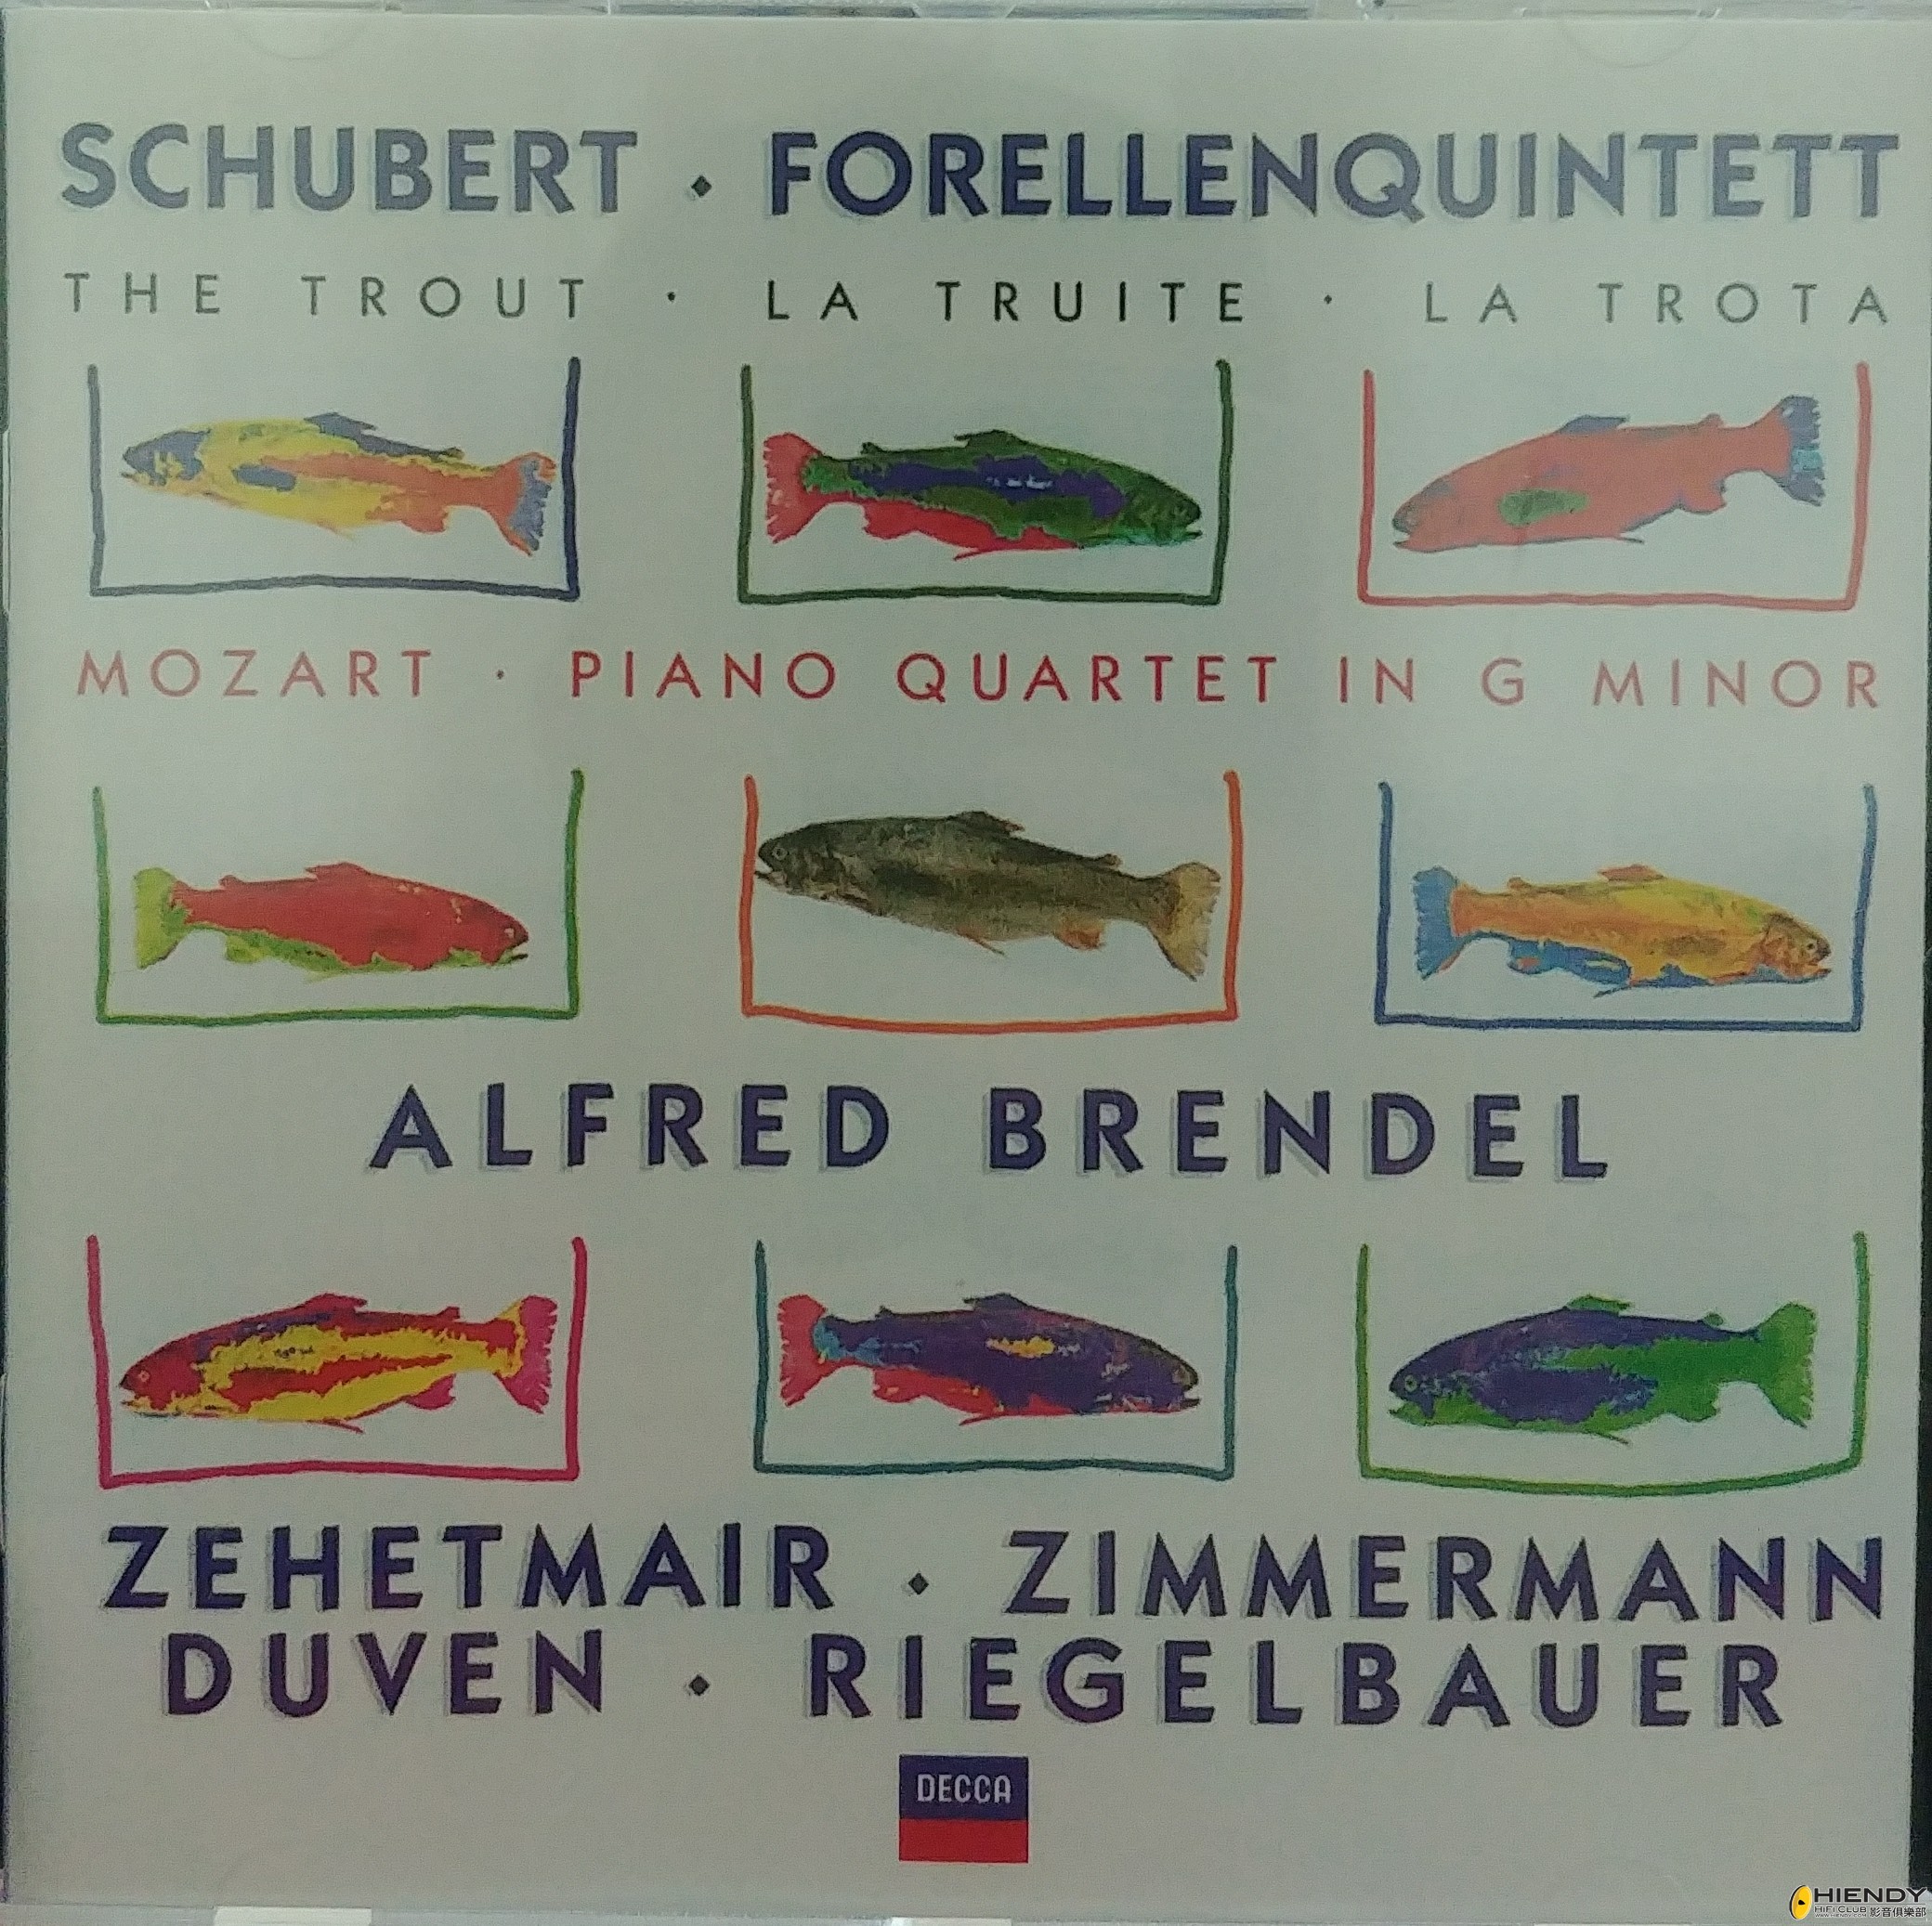 SCHUBERT · FORELLENQUINTETT
THE TROUT · LA TRUITE · LA TROTA
MOZART · PIANO QUARTET IN G MINOR
ALFRED BRENDEL
ZEHETMAIR · ZIMMERMANN
DUVEN · RIEGELBAUER
DECCA
HIENDY
HiFi CLUB 影音俱樂部